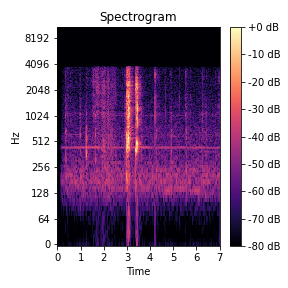 Spectrogram
+0 dB
8192
-10 dB
4096
-20 dB
2048
-30 dB
1024
-40 dB
Hz
512
-50 dB
256
128
-60 dB
64
-70 dB
0
-80 dB
0 1 2 3 4 5 6 7
Time